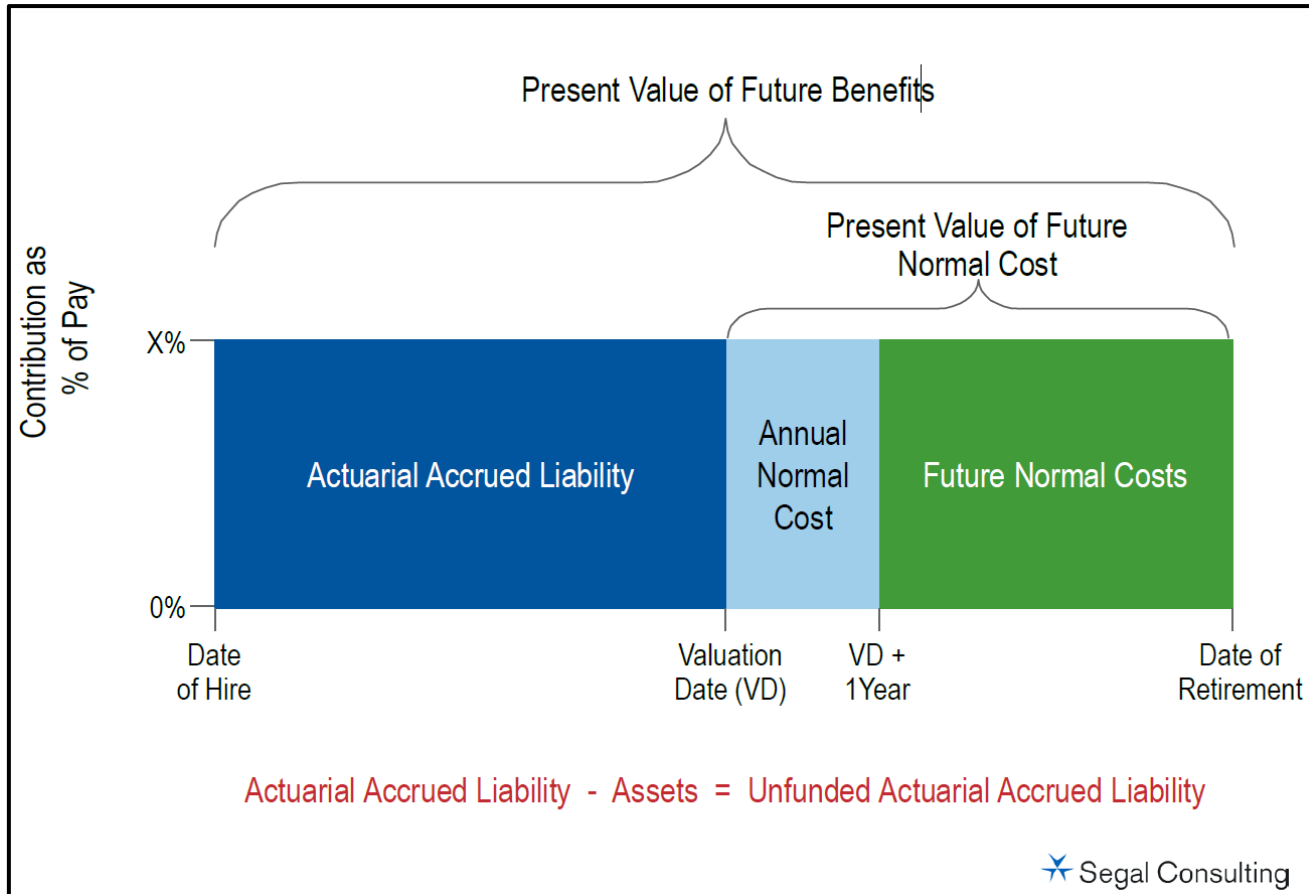 Present Value of Future Benefits
Present Value of Future
Normal Cost
Contribution as
% of Pay
X%
Actuarial Accrued Liability
Annual
Normal
Cost
Future Normal Costs
0%
Date
of Hire
Valuation
Date (VD)
VD +
1Year
Date of
Retirement
Actuarial Accrued Liability - Assets = Unfunded Actuarial Accrued Liability
Segal Consulting